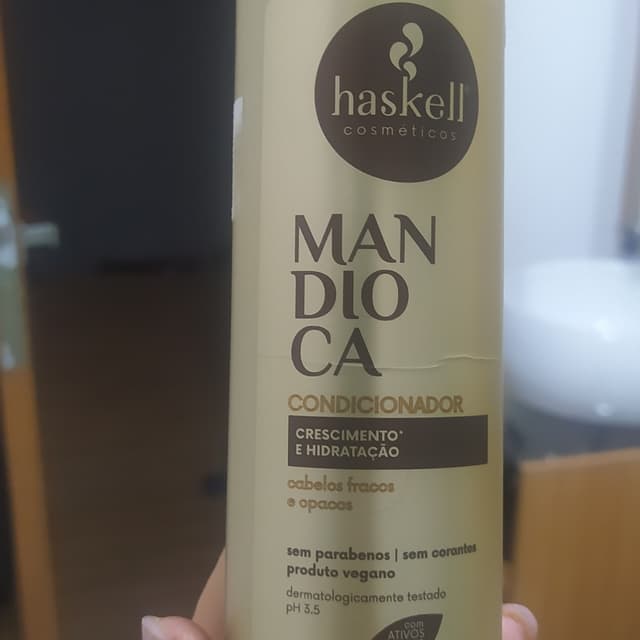 haskell
cosméticos
MAN
DIO
CA
CONDICIONADOR
CRESCIMENTO*
E HIDRATAÇÃO
cabelos fracos
e opacos
sem parabenos | sem corantes
produto vegano
dermatologicamente testado
pH 3.5
com
ATIVOS